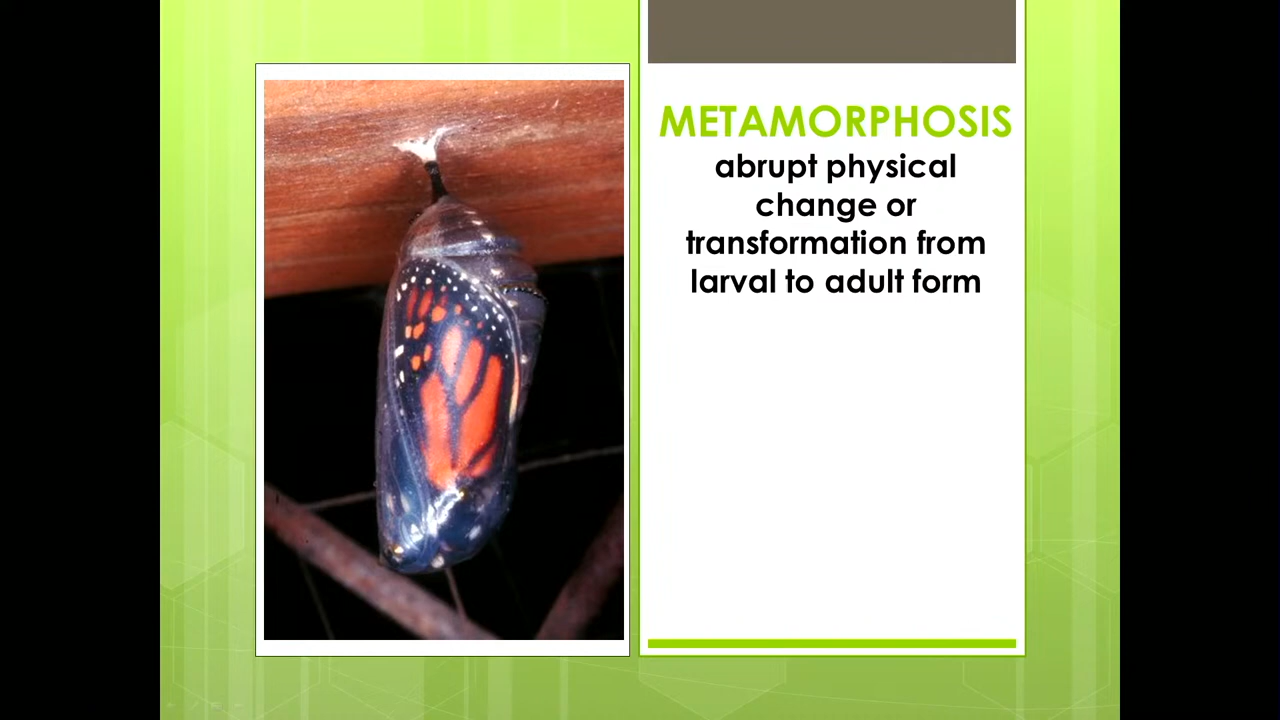 METAMORPHOSIS
abrupt physical
change or
transformation from
larval to adult form